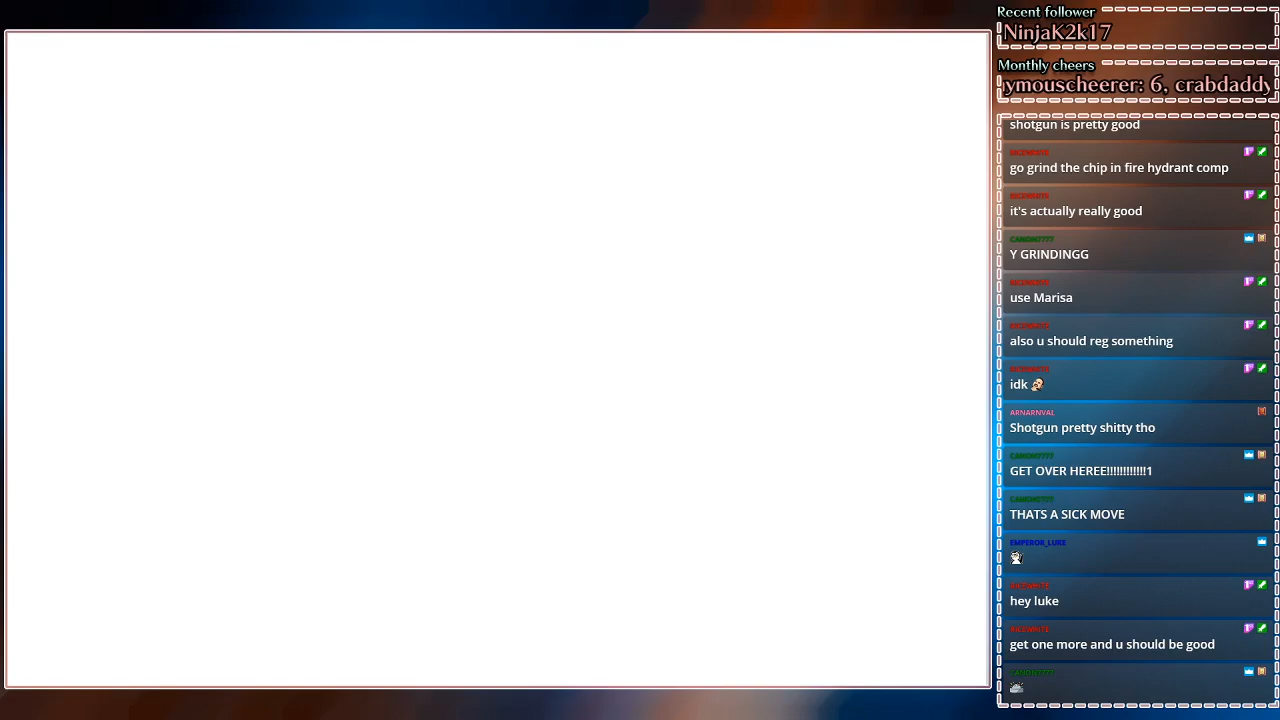 Recent follower
NinjaK2k17
Monthly cheers
ymouscheerer: 6, crabdaddy
shotgun is pretty good
go grind the chip in fire hydrant comp
it's actually really good
Y GRINDINGG
use Marisa
also u should reg something
idk
ARNARNVAL
Shotgun pretty shitty tho
GET OVER HEREE!!!!!!!!!!!!1
THATS A SICK MOVE
EMPEROR_LUKE
hey luke
get one more and u should be good